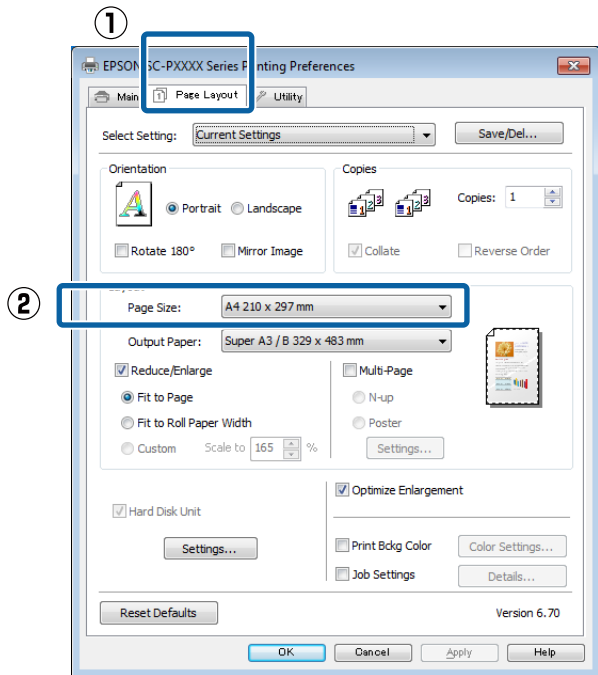 ①
EPSON SC-PXXXX Series Printing Preferences
Main Page Layout Utility
Select Setting: Current Settings Save/Del...
Orientation Copies
Portrait Landscape Copies: 1
Rotate 180° Mirror Image Collate Reverse Order
②
Page Size: A4 210 x 297 mm
Output Paper: Super A3 / B 329 x 483 mm
Reduce/Enlarge Multi-Page
Fit to Page N-up
Fit to Roll Paper Width Poster
Custom Scale to 165 % Settings...
Optimize Enlargement
Hard Disk Unit
Settings... Print Bckg Color Color Settings...
Job Settings Details...
Reset Defaults Version 6.70
OK Cancel Apply Help